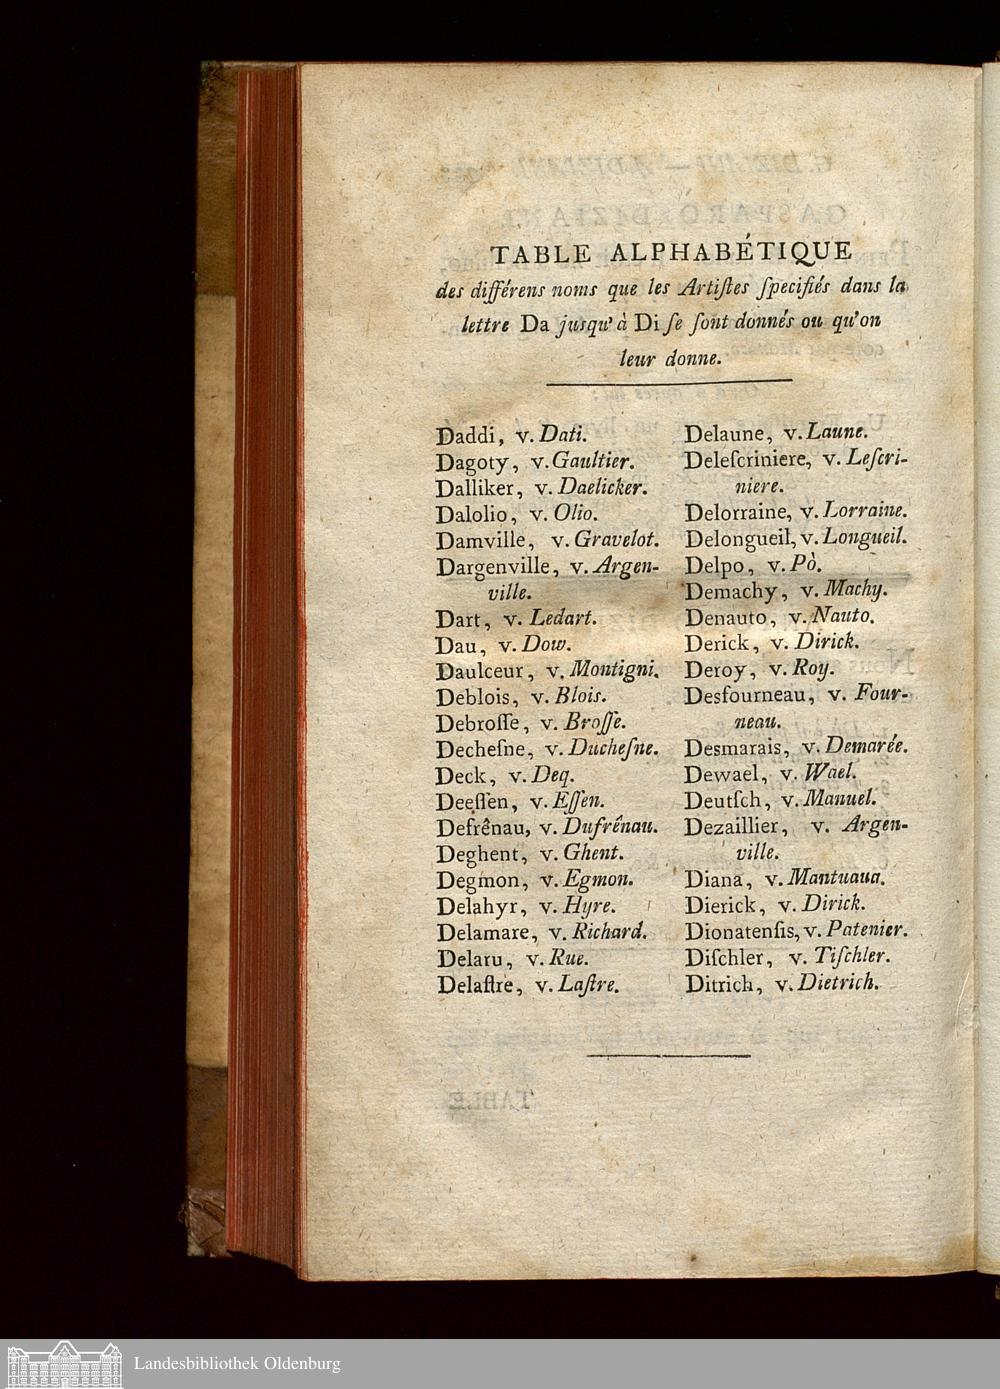 TABLE ALPHABÉTIQUE
des différens noms que les Artiſtes ſpecifiés dans la
lettre Da jusqu' à Di ſe ſont donnés ou qu'on
leur donne.
Daddi, v. Dati.
Dagoty, v. Gaultier.
Dalliker, v. Daelicker.
Dalolio, v. Olio.
Damville, v. Gravelot.
Dargenville, v. Argen-
ville.
Dart, v. Ledart.
Dau, v. Dow.
Daulceur, v. Montigni.
Deblois, v. Blois.
Debroſſe, v. Broſſe.
Decheſne, v. Ducheſne.
Deck, v. Deq.
Deeſſen, v. Eſſen.
Defrênau, v. Dufrênau.
Deghent, v. Ghent.
Degmon, v. Egmon.
Delahyr, v. Hyre.
Delamare, v. Richard.
Delaru, v. Rue.
Delaſtre, v. Laſtre.
Delaune, v. Laune.
Deleſcriniere, v. Leſcri-
niere.
Delorraine, v. Lorraine.
Delongueil, v. Longueil.
Delpo, v. Pò.
Demachy, v. Machy.
Denauto, v. Nauto.
Derick, v. Dirick.
Deroy, v. Roy.
Desfourneau, v. Four-
neau.
Desmarais, v. Demarée.
Dewael, v. Wael.
Deutſch, v. Manuel.
Dezaillier, v. Argen-
ville.
Diana, v. Mantuaua.
Dierick, v. Dirick.
Dionatenſis, v. Patenier.
Diſchler, v. Tiſchler.
Ditrich, v. Dietrich.
Landesbibliothek Oldenburg